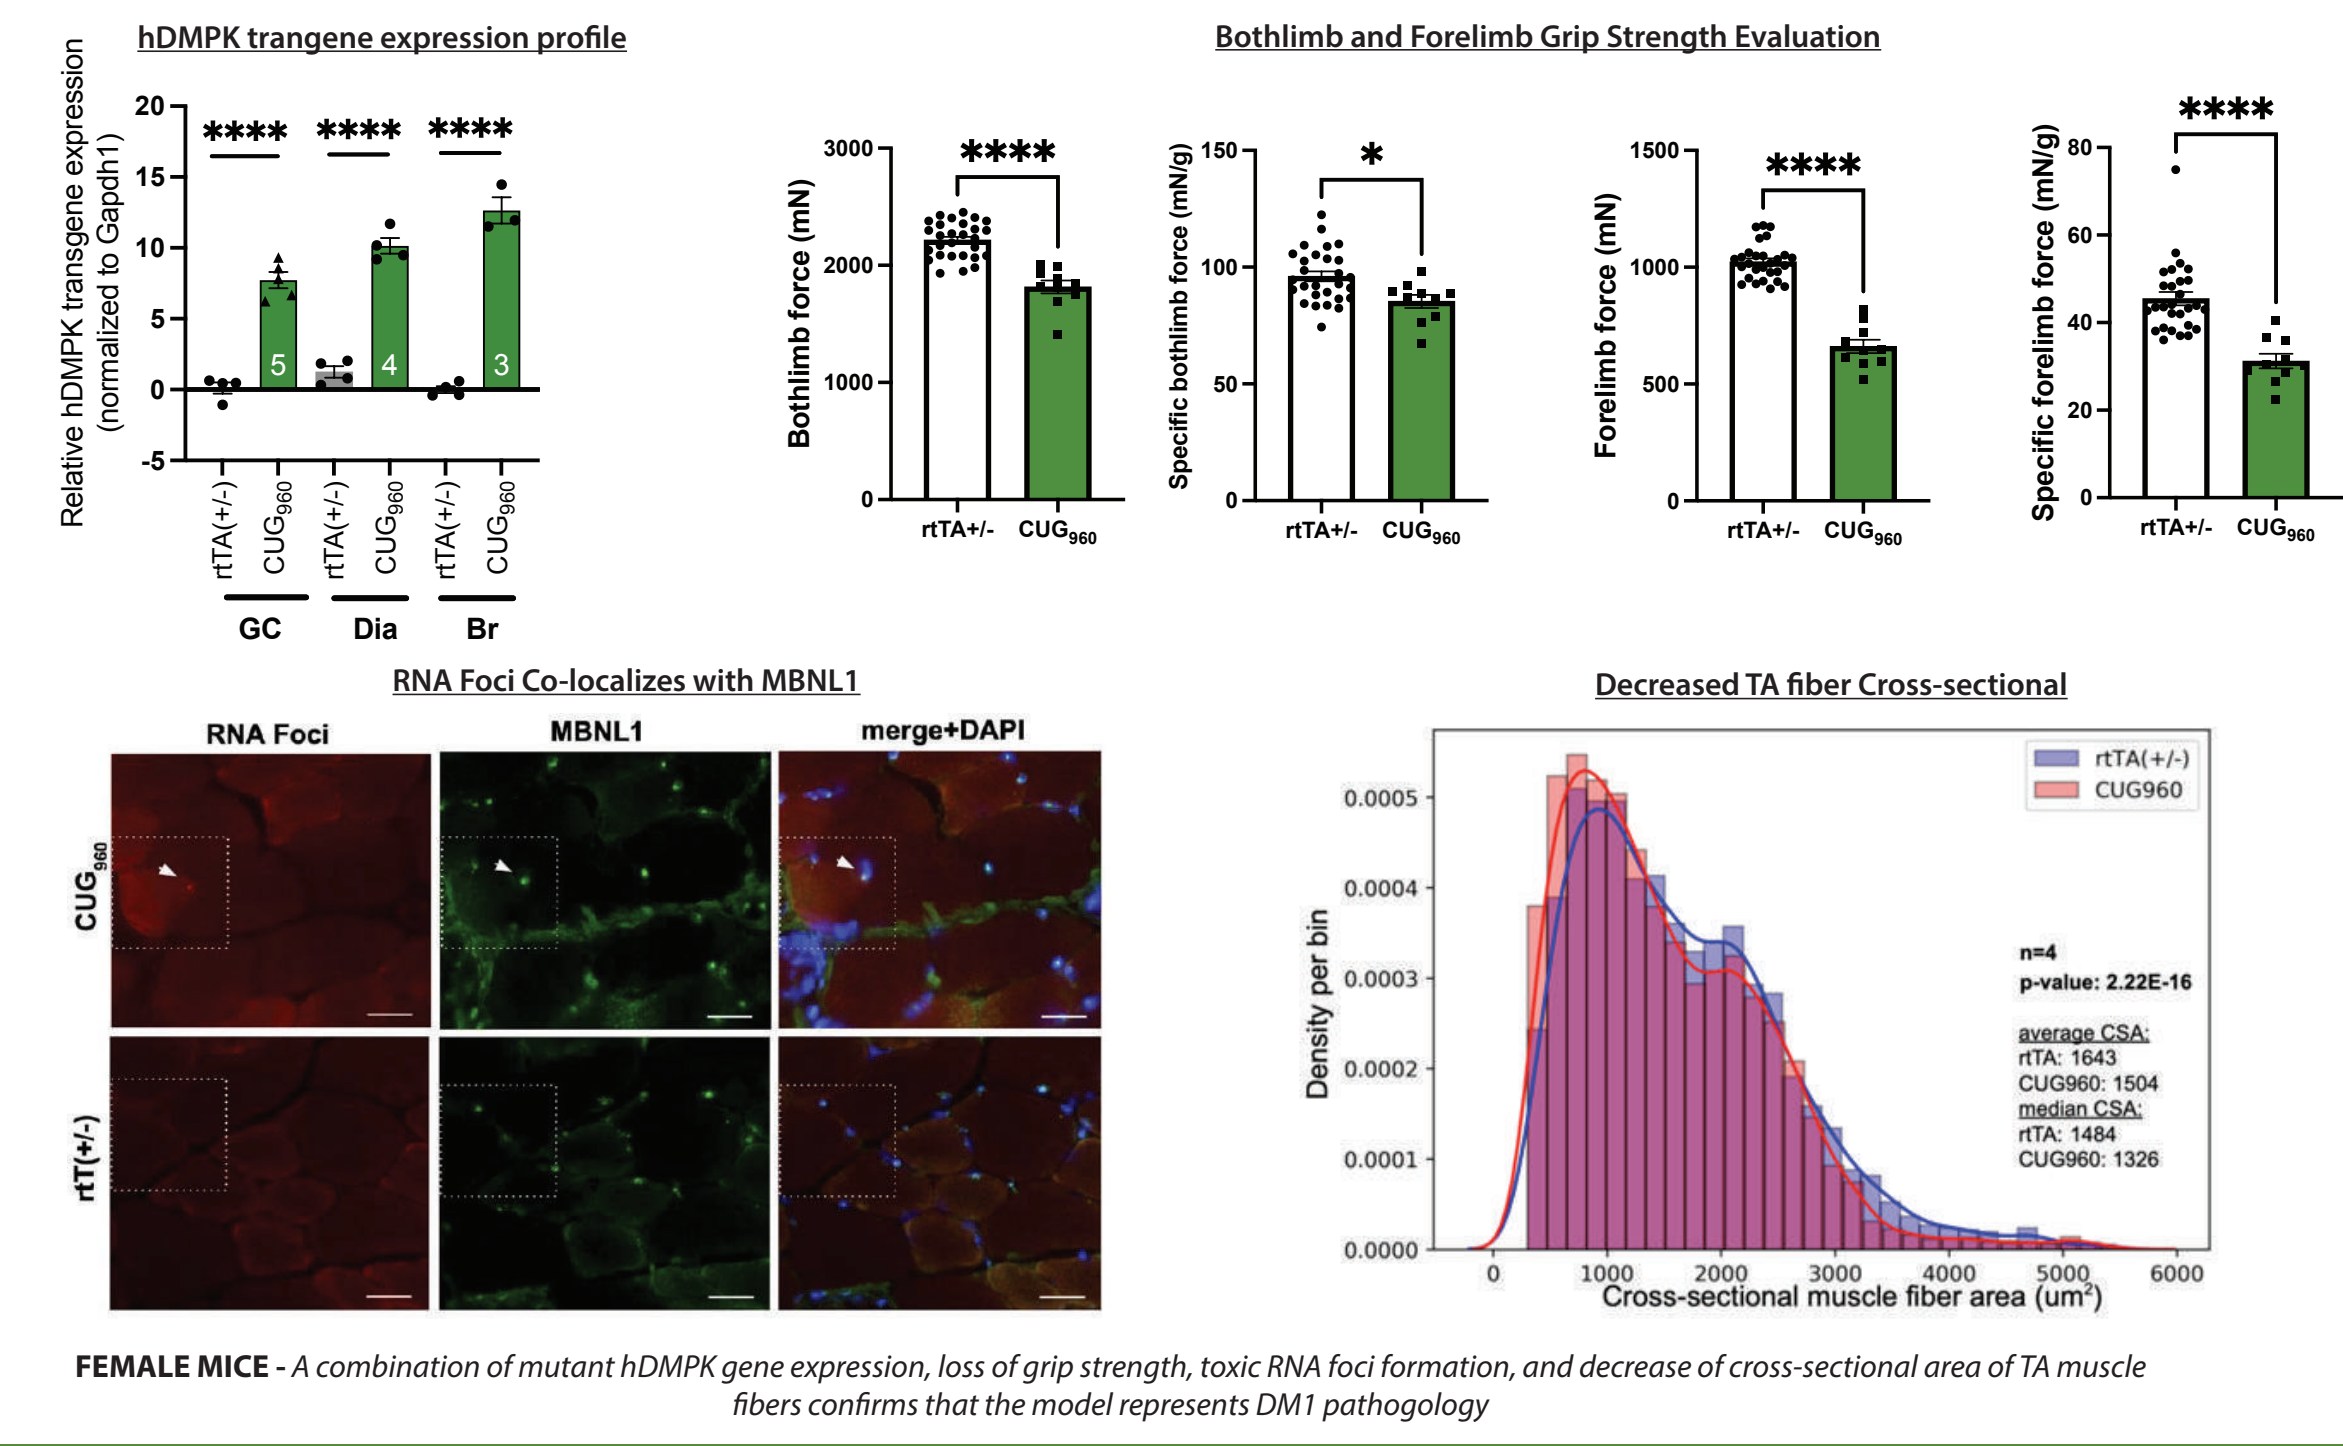 hDMPK trangene expression profile
Relative hDMPK transgene expression
(normalized to Gapdh1)
20
15
10
5
0
-5
**** **** ****
5 4 3
rtTA(+/-) CUG960 rtTA(+/-) CUG960 rtTA(+/-) CUG960
GC Dia Br
Bothlimb and Forelimb Grip Strength Evaluation
Bothlimb force (mN)
3000
2000
1000
0
****
rtTA+/- CUG960
Specific bothlimb force (mN/g)
150
100
50
0
*
rtTA+/- CUG960
Forelimb force (mN)
1500
1000
500
0
****
rtTA+/- CUG960
Specific forelimb force (mN/g)
80
60
40
20
0
****
rtTA+/- CUG960
RNA Foci Co-localizes with MBNL1
RNA Foci MBNL1 merge+DAPI
CUG960
rtT(+/-)
Decreased TA fiber Cross-sectional
rtTA(+/-)
CUG960
Density per bin
0.0005
0.0004
0.0003
0.0002
0.0001
0.0000
n=4
p-value: 2.22E-16
average CSA:
rtTA: 1643
CUG960: 1504
median CSA:
rtTA: 1484
CUG960: 1326
0 1000 2000 3000 4000 5000 6000
Cross-sectional muscle fiber area (um²)
FEMALE MICE - A combination of mutant hDMPK gene expression, loss of grip strength, toxic RNA foci formation, and decrease of cross-sectional area of TA muscle
fibers confirms that the model represents DM1 pathogology